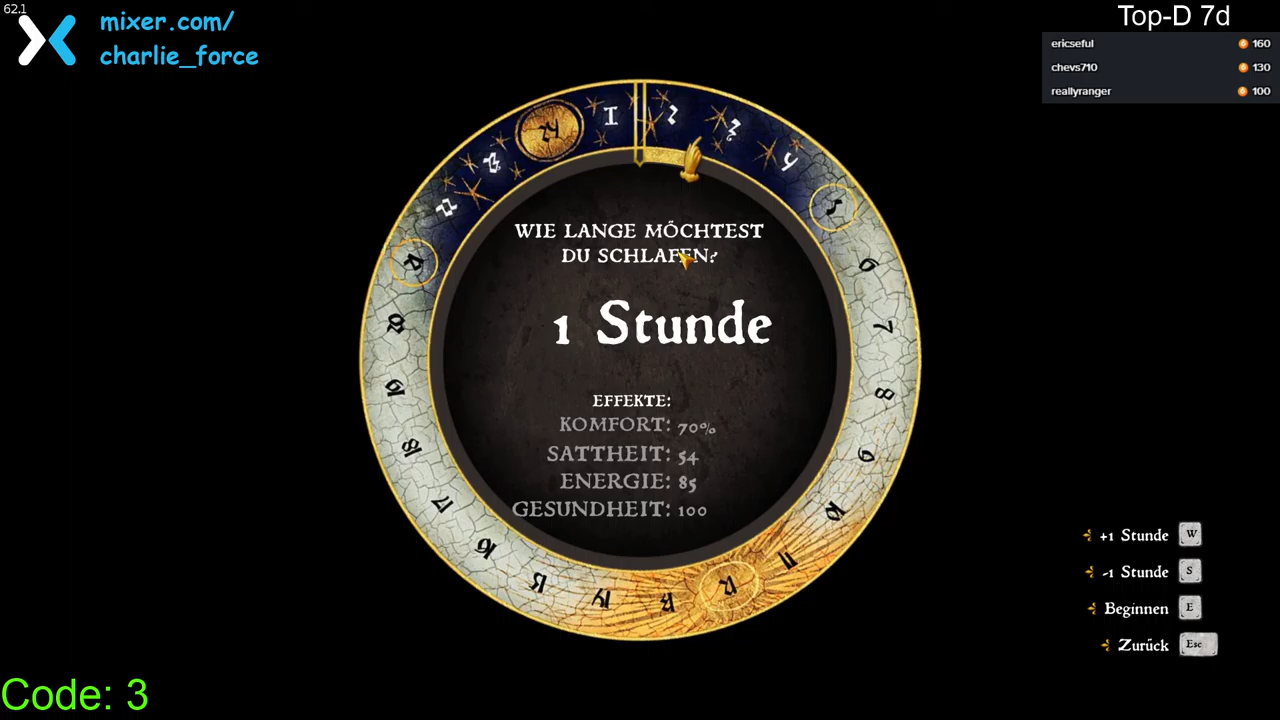 62.1
mixer.com/
charlie_force
Top-D 7d
ericseful 160
chevs710 130
reallyranger 100
WIE LANGE MÖCHTEST
DU SCHLAFEN?
1 Stunde
EFFEKTE:
KOMFORT: 70%
SATTHEIT: 54
ENERGIE: 85
GESUNDHEIT: 100
+1 Stunde W
-1 Stunde S
Beginnen E
Zurück Esc
Code: 3